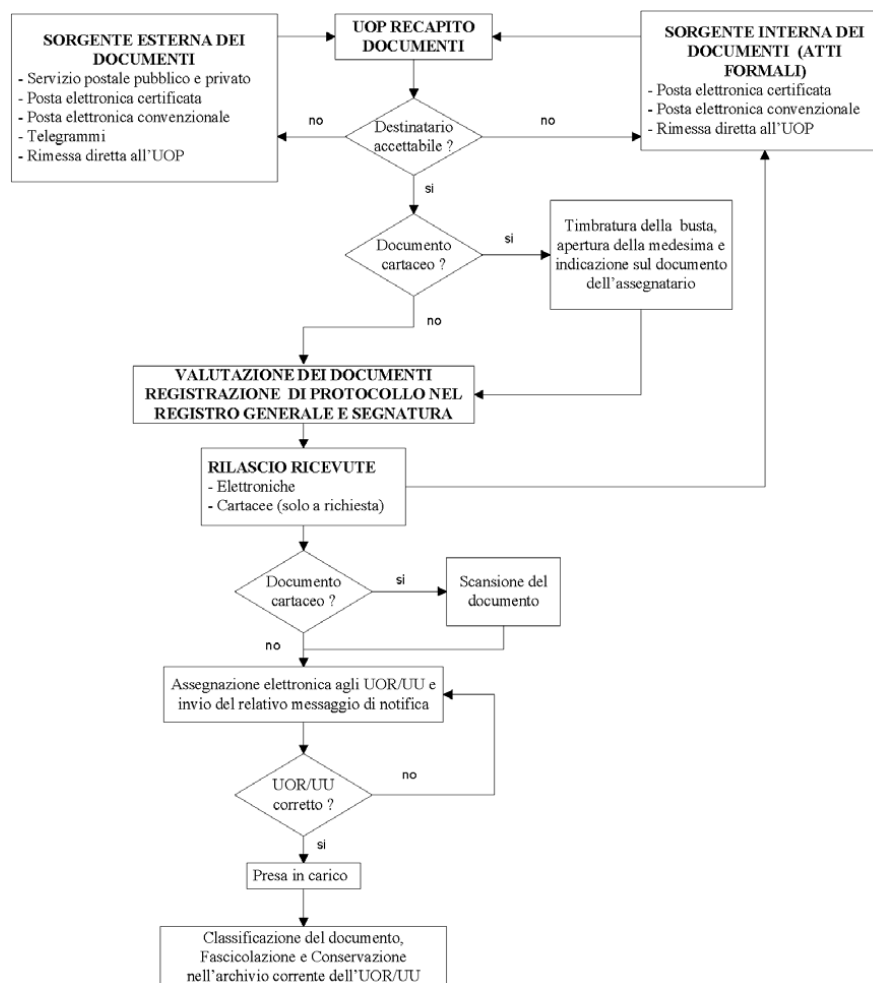 SORGENTE ESTERNA DEI
DOCUMENTI
- Servizio postale pubblico e privato
- Posta elettronica certificata
- Posta elettronica convenzionale
- Telegrammi
- Rimessa diretta all'UOP
UOP RECAPITO
DOCUMENTI
SORGENTE INTERNA DEI
DOCUMENTI (ATTI
FORMALI)
- Posta elettronica certificata
- Posta elettronica convenzionale
- Rimessa diretta all'UOP
no
Destinatario
accettabile ?
no
si
Documento
cartaceo ?
si
Timbratura della busta,
apertura della medesima e
indicazione sul documento
dell'assegnatario
no
VALUTAZIONE DEI DOCUMENTI
REGISTRAZIONE DI PROTOCOLLO NEL
REGISTRO GENERALE E SEGNATURA
RILASCIO RICEVUTE
- Elettroniche
- Cartacee (solo a richiesta)
Documento
cartaceo ?
si
Scansione del
documento
no
Assegnazione elettronica agli UOR/UU e
invio del relativo messaggio di notifica
UOR/UU
corretto ?
no
si
Presa in carico
Classificazione del documento,
Fascicolazione e Conservazione
nell'archivio corrente dell'UOR/UU